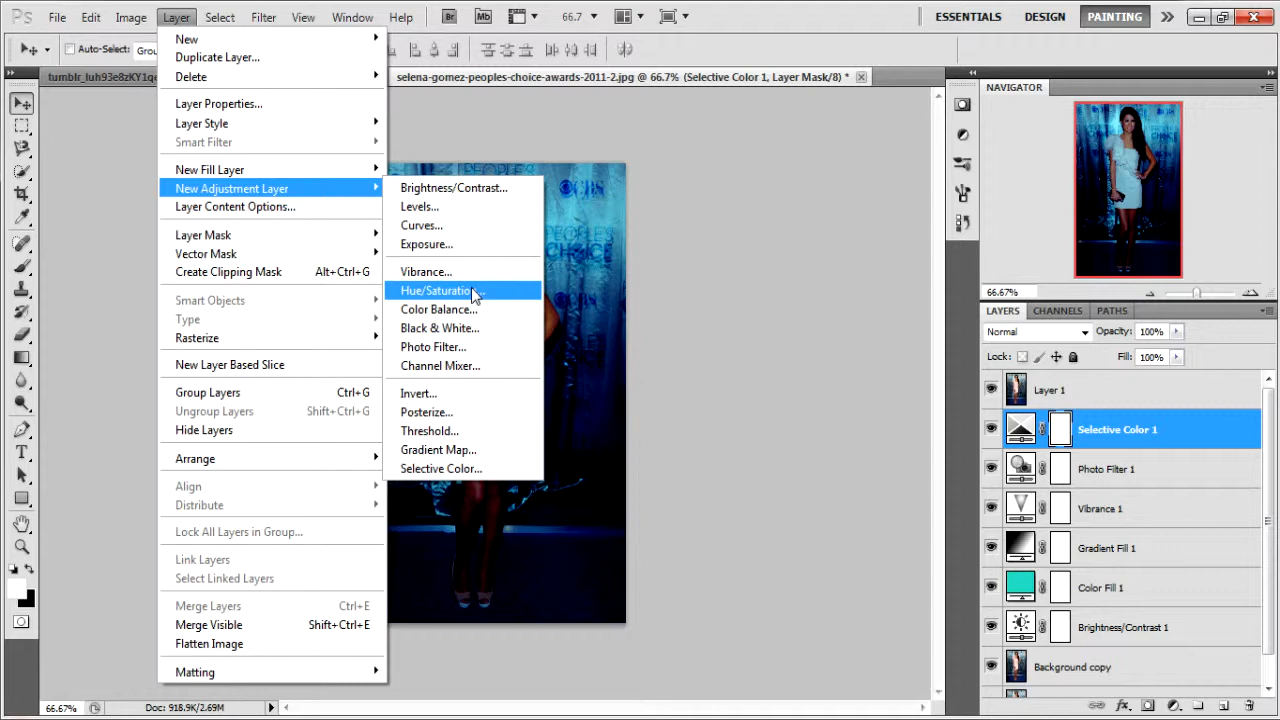 Ps File Edit Image Layer Select Filter View Window Help Br Mb 66.7 ESSENTIALS DESIGN PAINTING
Auto-Select: Grou
tumblr_luh93e8zKY1qe
selena-gomez-peoples-choice-awards-2011-2.jpg @ 66.7% (Selective Color 1, Layer Mask/8) *
New
Duplicate Layer...
Delete
Layer Properties...
Layer Style
Smart Filter
New Fill Layer
New Adjustment Layer
Layer Content Options...
Layer Mask
Vector Mask
Create Clipping Mask Alt+Ctrl+G
Smart Objects
Type
Rasterize
New Layer Based Slice
Group Layers Ctrl+G
Ungroup Layers Shift+Ctrl+G
Hide Layers
Arrange
Align
Distribute
Lock All Layers in Group...
Link Layers
Select Linked Layers
Merge Layers Ctrl+E
Merge Visible Shift+Ctrl+E
Flatten Image
Matting
Brightness/Contrast...
Levels...
Curves...
Exposure...
Vibrance...
Hue/Saturation...
Color Balance...
Black & White...
Photo Filter...
Channel Mixer...
Invert...
Posterize...
Threshold...
Gradient Map...
Selective Color...
CBS
PEOPLE'S
CHOICE
NAVIGATOR
66.67%
LAYERS CHANNELS PATHS
Normal Opacity: 100%
Lock: Fill: 100%
Layer 1
Selective Color 1
Photo Filter 1
Vibrance 1
Gradient Fill 1
Color Fill 1
Brightness/Contrast 1
Background copy
66.67% Doc: 918.9K/2.69M